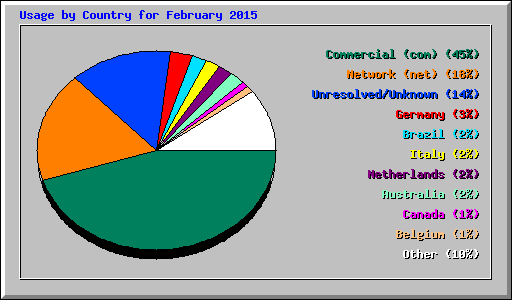 Usage by Country for February 2015
Commercial (com) (45%)
Network (net) (18%)
Unresolved/Unknown (14%)
Germany (3%)
Brazil (2%)
Italy (2%)
Netherlands (2%)
Australia (2%)
Canada (1%)
Belgium (1%)
Other (10%)